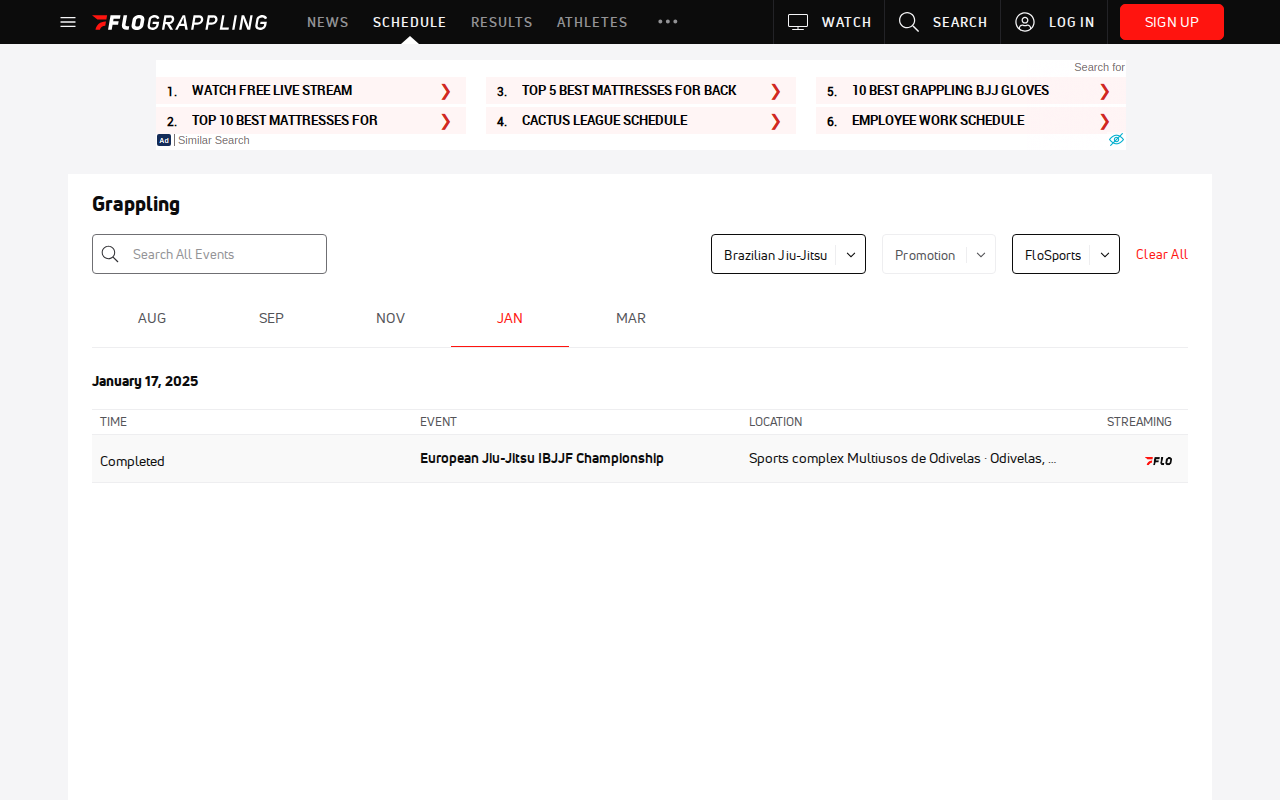 FLOGRAPPLING NEWS SCHEDULE RESULTS ATHLETES ••• WATCH SEARCH LOG IN SIGN UP
Search for
1. WATCH FREE LIVE STREAM ❯
2. TOP 10 BEST MATTRESSES FOR ❯
3. TOP 5 BEST MATTRESSES FOR BACK ❯
4. CACTUS LEAGUE SCHEDULE ❯
5. 10 BEST GRAPPLING BJJ GLOVES ❯
6. EMPLOYEE WORK SCHEDULE ❯
Ad | Similar Search
Grappling
Search All Events Brazilian Jiu-Jitsu Promotion FloSports Clear All
AUG SEP NOV JAN MAR
January 17, 2025
TIME EVENT LOCATION STREAMING
Completed European Jiu-Jitsu IBJJF Championship Sports complex Multiusos de Odivelas · Odivelas, ... FLO